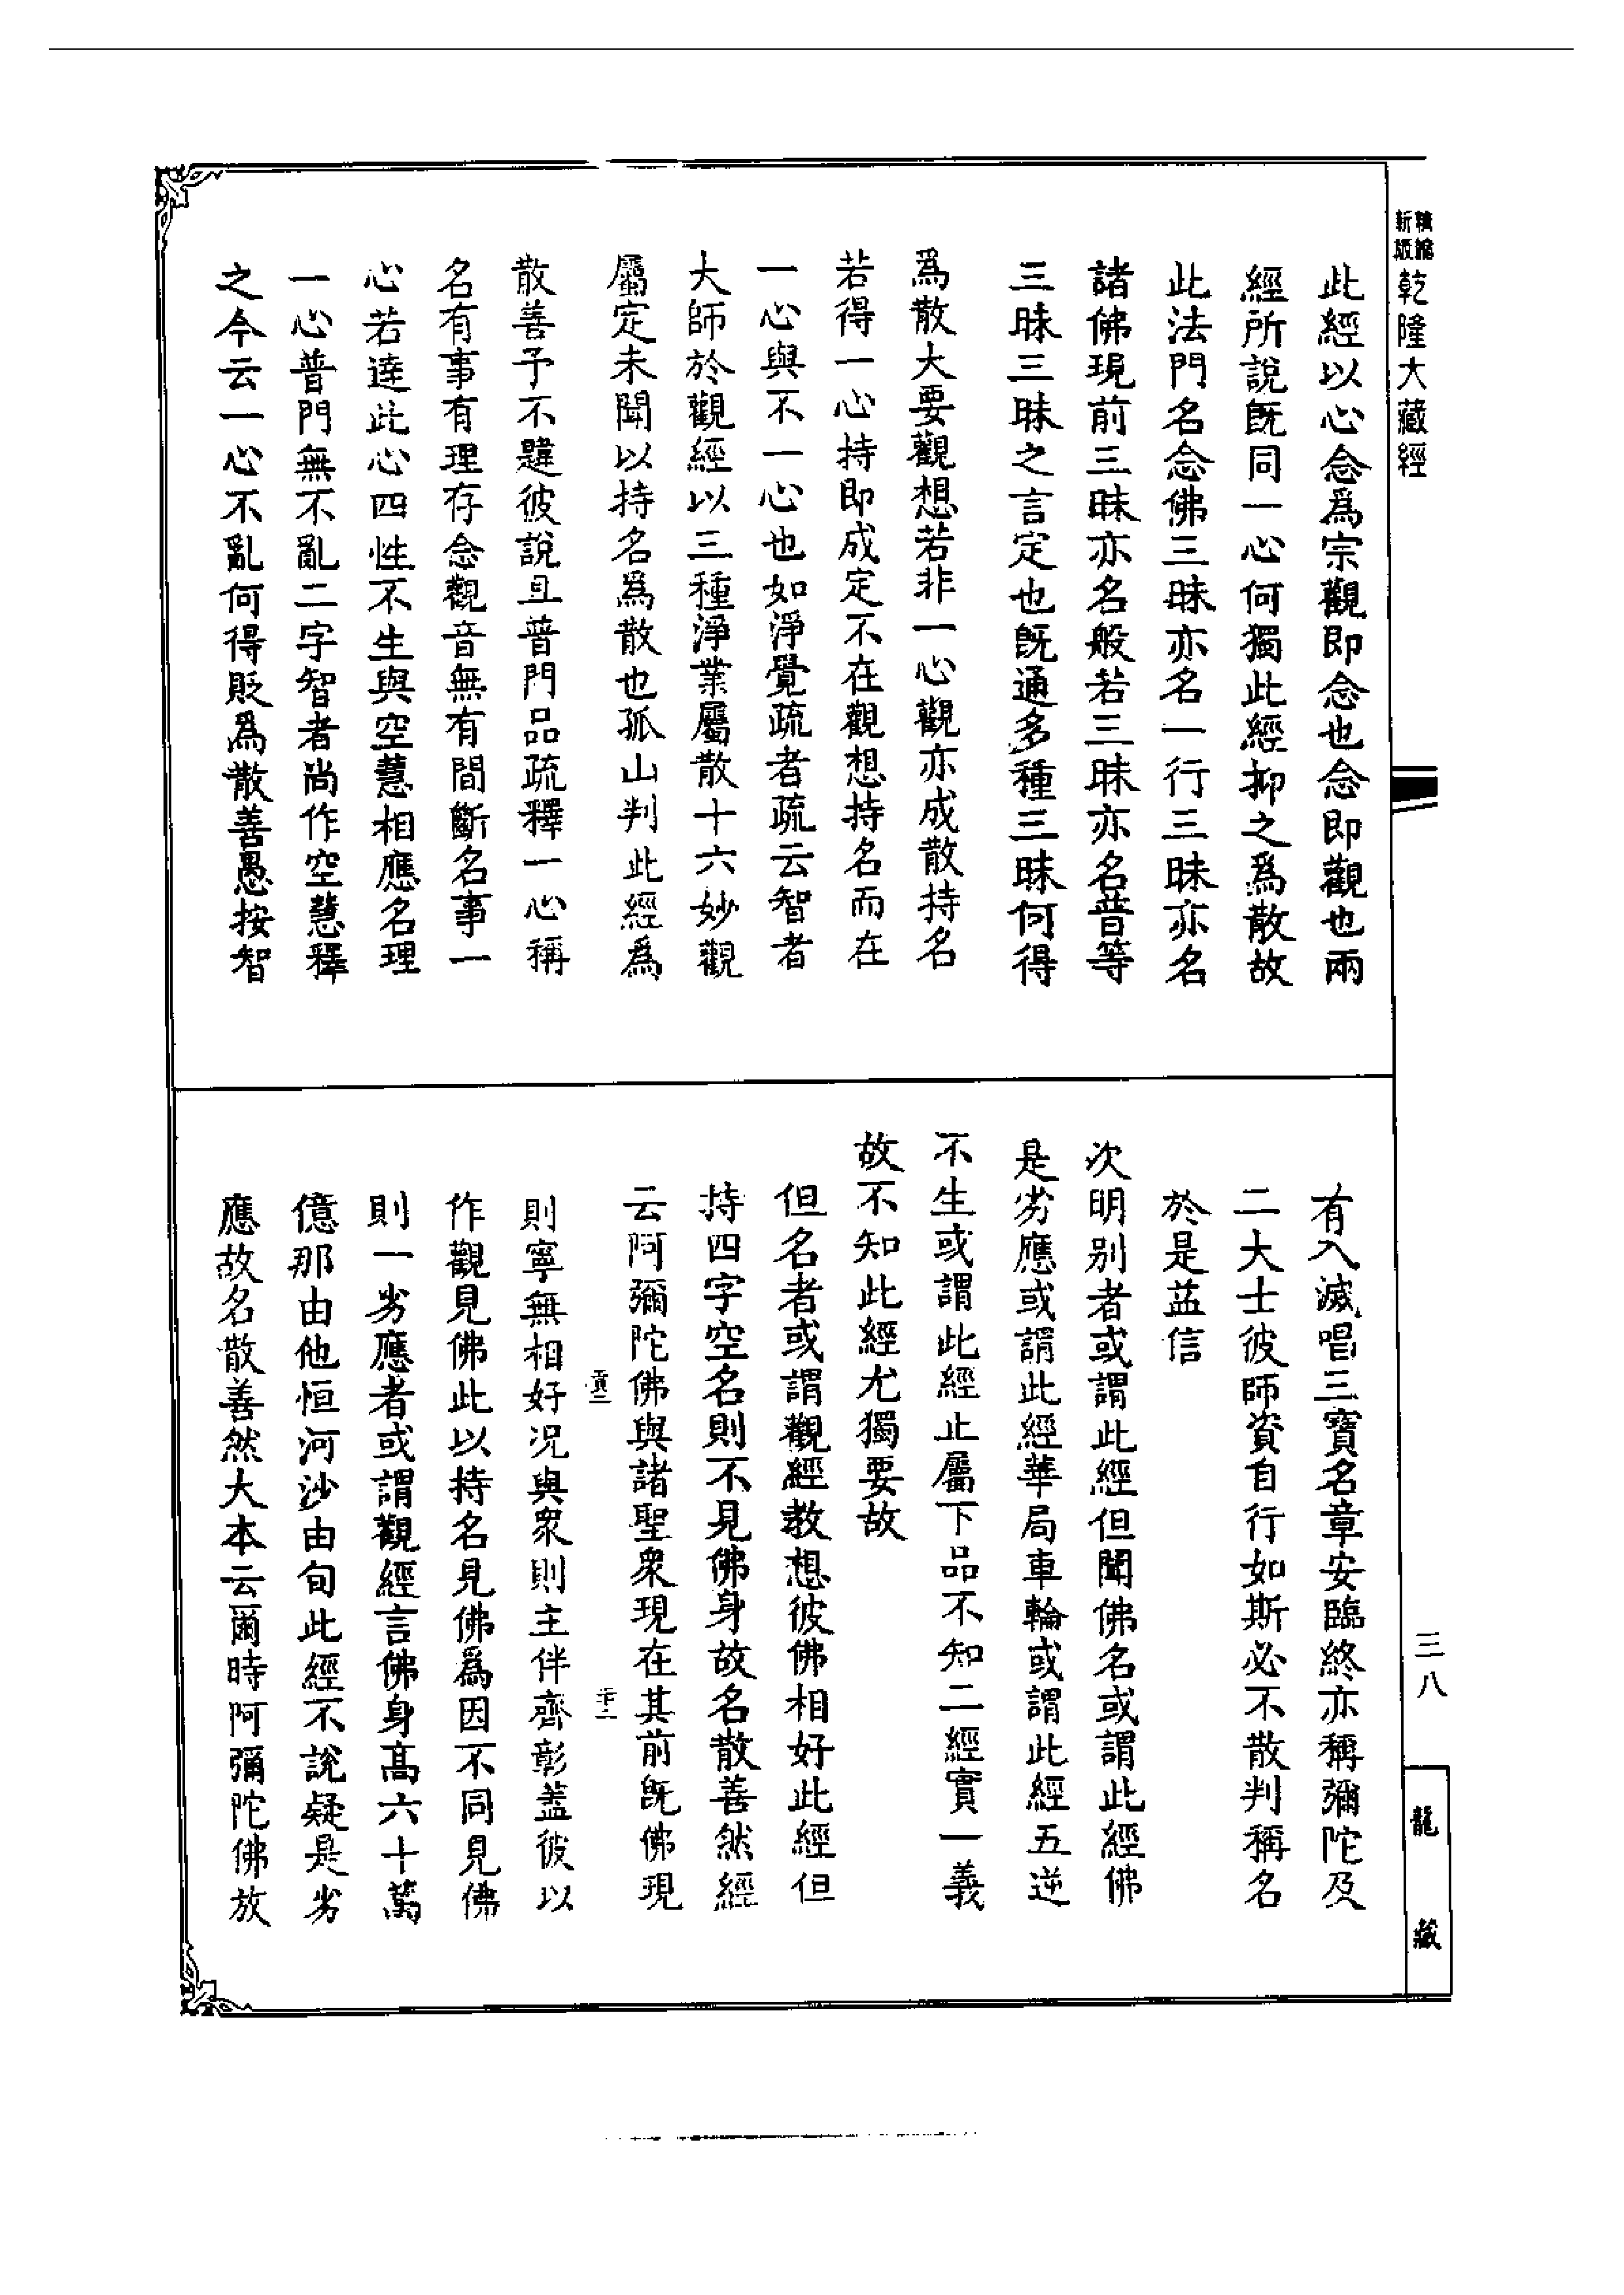 新版
精縮
乾隆大藏經
此經以心念爲宗觀即念也念即觀也兩
經所說既同一心何獨此經抑之爲散故
此法門名念佛三昧亦名一行三昧亦名
諸佛現前三昧亦名般若三昧亦名普等
三昧三昧之言定也既通多種三昧何得
爲散大要觀想若非一心觀亦成散持名
若得一心持即成定不在觀想持名而在
一心與不一心也如淨覺疏者疏云智者
大師於觀經以三種淨業屬散十六妙觀
屬定未聞以持名爲散也孤山判此經爲
散善予不韙彼說且普門品疏釋一心稱
名有事有理存念觀音無有間斷名事一
心若達此心四性不生與空慧相應名理
一心普門無不亂二字智者尚作空慧釋
之今云一心不亂何得貶爲散善愚按智
有入滅唱三寶名章安臨終亦稱彌陀及
二大士彼師資自行如斯必不散判稱名
於是益信
次明別者或謂此經但聞佛名或謂此經佛
是劣應或謂此經華局車輪或謂此經五逆
不生或謂此經止屬下品不知二經實一義
故不知此經尤獨要故
但名者或謂觀經教想彼佛相好此經但
持四字空名則不見佛身故名散善然經
云阿彌陀佛與諸聖衆現在其前既佛現
則寧無相好况與衆則主伴齊彰盖彼以
作觀見佛此以持名見佛爲因不同見佛
則一劣應者或謂觀經言佛身高六十萬
億那由他恒河沙由旬此經不說疑是劣
應故名散善然大本云爾時阿彌陀佛放
三八
龍藏